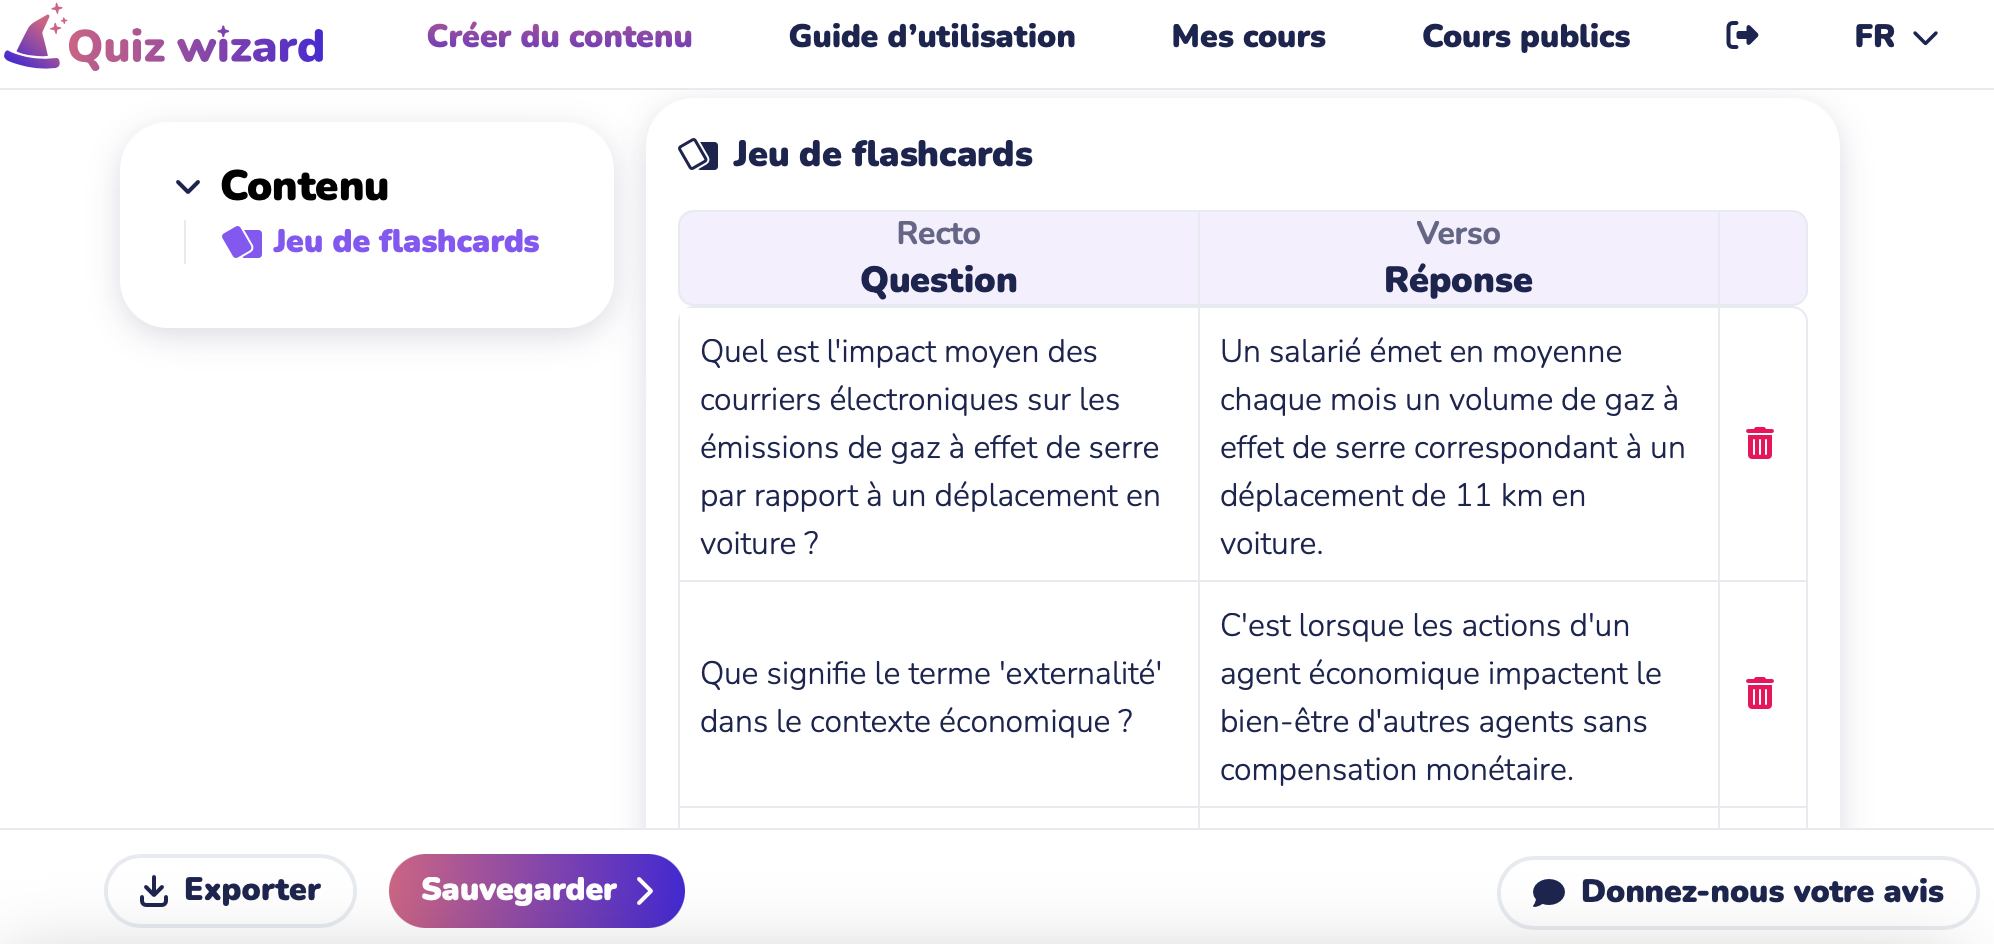 Quiz wizard
Créer du contenu
Guide d’utilisation
Mes cours
Cours publics
FR
Contenu
Jeu de flashcards
Jeu de flashcards
Recto
Question
Verso
Réponse
Quel est l'impact moyen des
courriers électroniques sur les
émissions de gaz à effet de serre
par rapport à un déplacement en
voiture ?
Un salarié émet en moyenne
chaque mois un volume de gaz à
effet de serre correspondant à un
déplacement de 11 km en
voiture.
Que signifie le terme 'externalité'
dans le contexte économique ?
C'est lorsque les actions d'un
agent économique impactent le
bien-être d'autres agents sans
compensation monétaire.
Exporter
Sauvegarder
Donnez-nous votre avis